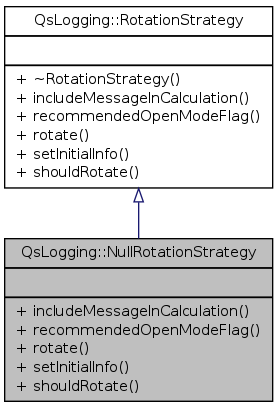 QsLogging::RotationStrategy
+ ~RotationStrategy()
+ includeMessageInCalculation()
+ recommendedOpenModeFlag()
+ rotate()
+ setInitialInfo()
+ shouldRotate()
QsLogging::NullRotationStrategy
+ includeMessageInCalculation()
+ recommendedOpenModeFlag()
+ rotate()
+ setInitialInfo()
+ shouldRotate()